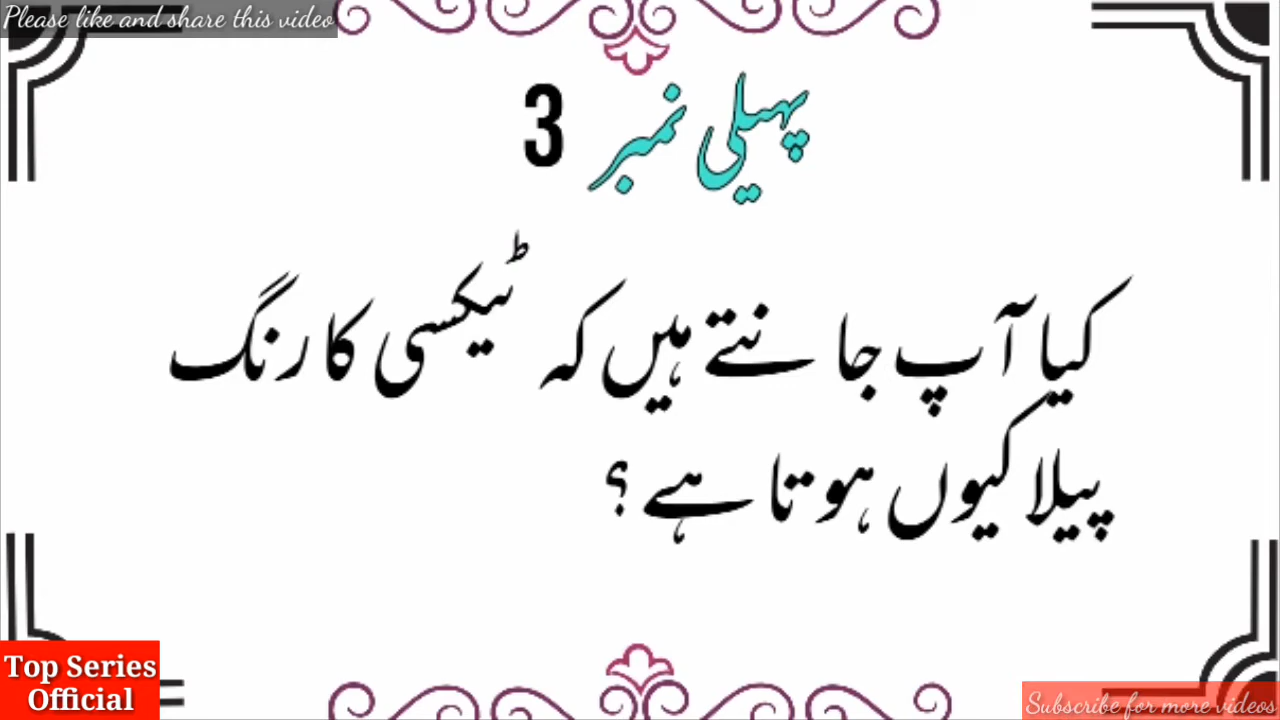 Please like and share this video
پہیلی نمبر 3
کیا آپ جانتے ہیں کہ ٹیکسی کا رنگ
پیلا کیوں ہوتا ہے؟
Top Series
Official
Subscribe for more videos